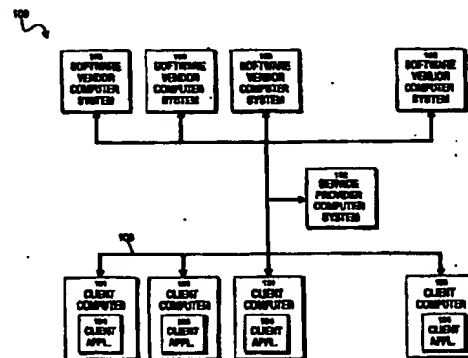 SOFTWARE
VENDOR
COMPUTER
SYSTEM
SOFTWARE
VENDOR
COMPUTER
SYSTEM
SOFTWARE
VENDOR
COMPUTER
SYSTEM
SOFTWARE
VENDOR
COMPUTER
SYSTEM
SERVICE
PROVIDER
COMPUTER
SYSTEM
CLIENT
COMPUTER
CLIENT
APPL.
CLIENT
COMPUTER
CLIENT
APPL.
CLIENT
COMPUTER
CLIENT
APPL.
CLIENT
COMPUTER
CLIENT
APPL.